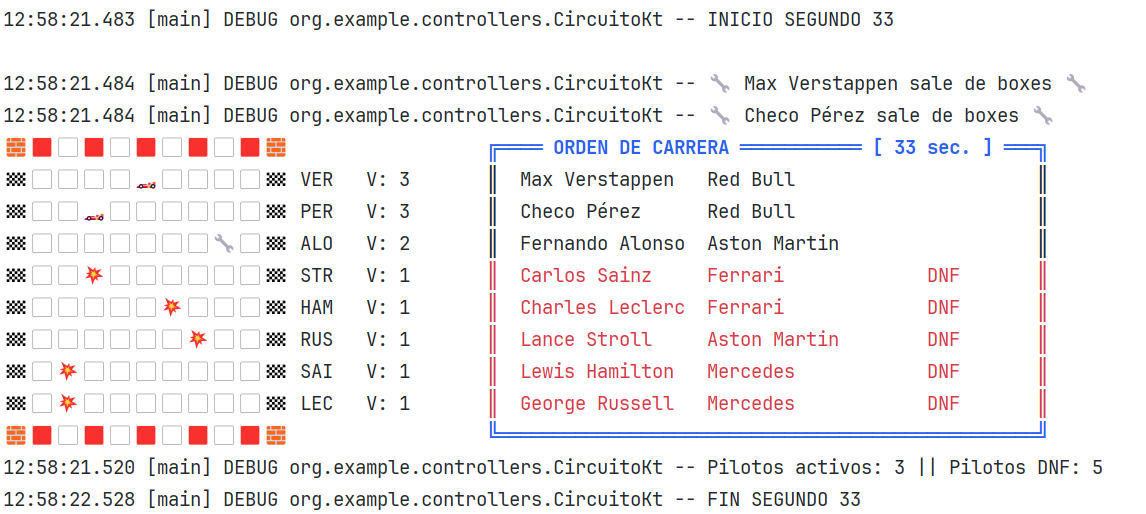 12:58:21.483 [main] DEBUG org.example.controllers.CircuitoKt -- INICIO SEGUNDO 33
12:58:21.484 [main] DEBUG org.example.controllers.CircuitoKt -- 🔧 Max Verstappen sale de boxes 🔧
12:58:21.484 [main] DEBUG org.example.controllers.CircuitoKt -- 🔧 Checo Pérez sale de boxes 🔧
ORDEN DE CARRERA [ 33 sec. ]
VER V: 3 Max Verstappen Red Bull
PER V: 3 Checo Pérez Red Bull
ALO V: 2 Fernando Alonso Aston Martin
STR V: 1 Carlos Sainz Ferrari DNF
HAM V: 1 Charles Leclerc Ferrari DNF
RUS V: 1 Lance Stroll Aston Martin DNF
SAI V: 1 Lewis Hamilton Mercedes DNF
LEC V: 1 George Russell Mercedes DNF
12:58:21.520 [main] DEBUG org.example.controllers.CircuitoKt -- Pilotos activos: 3 || Pilotos DNF: 5
12:58:22.528 [main] DEBUG org.example.controllers.CircuitoKt -- FIN SEGUNDO 33